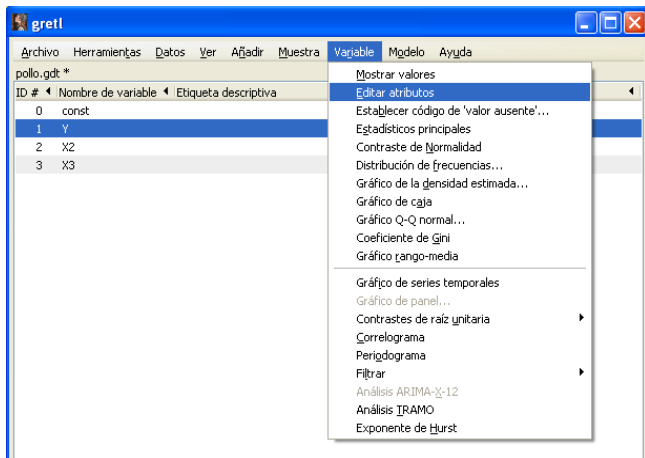 gretl
Archivo Herramientas Datos Ver Añadir Muestra Variable Modelo Ayuda
pollo.gdt *
ID # Nombre de variable Etiqueta descriptiva
0 const
1 Y
2 X2
3 X3
Mostrar valores
Editar atributos
Establecer código de 'valor ausente'...
Estadísticos principales
Contraste de Normalidad
Distribución de frecuencias...
Gráfico de la densidad estimada...
Gráfico de caja
Gráfico Q-Q normal...
Coeficiente de Gini
Gráfico rango-media
Gráfico de series temporales
Gráfico de panel...
Contrastes de raíz unitaria
Correlograma
Periodograma
Filtrar
Análisis ARIMA-X-12
Análisis TRAMO
Exponente de Hurst